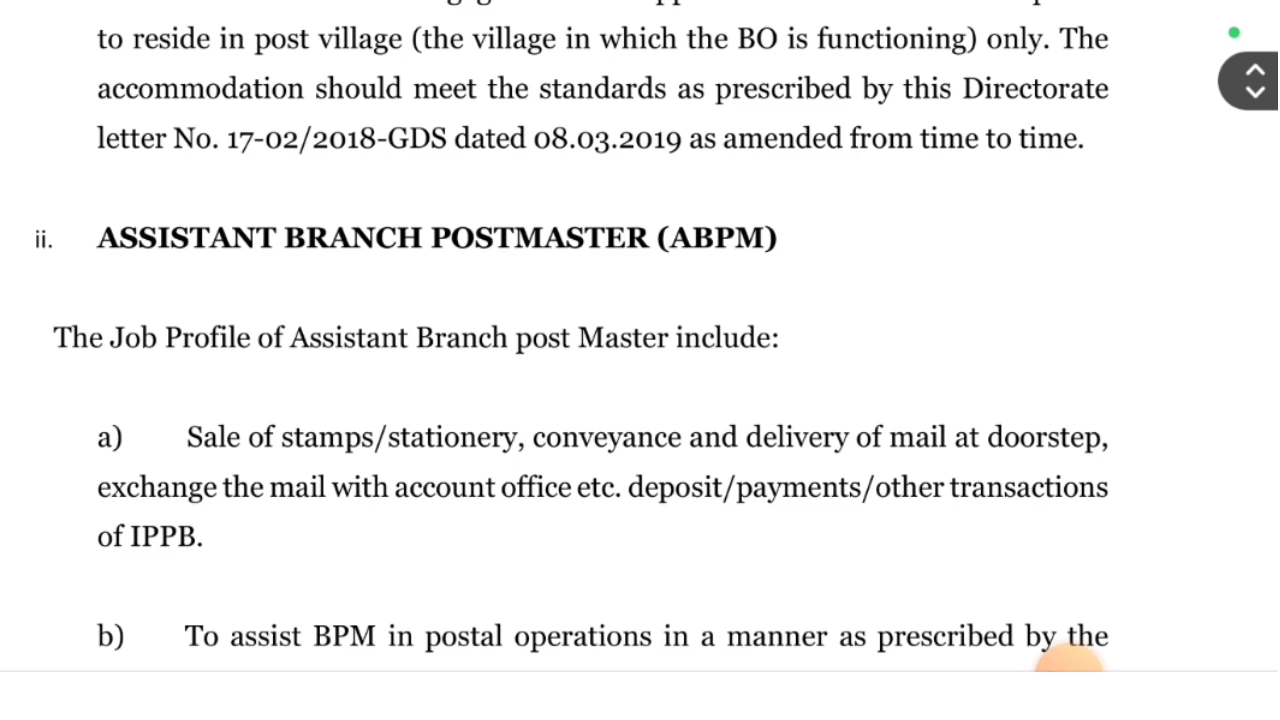 to reside in post village (the village in which the BO is functioning) only. The
accommodation should meet the standards as prescribed by this Directorate
letter No. 17-02/2018-GDS dated 08.03.2019 as amended from time to time.
ii. ASSISTANT BRANCH POSTMASTER (ABPM)
The Job Profile of Assistant Branch post Master include:
a) Sale of stamps/stationery, conveyance and delivery of mail at doorstep,
exchange the mail with account office etc. deposit/payments/other transactions
of IPPB.
b) To assist BPM in postal operations in a manner as prescribed by the